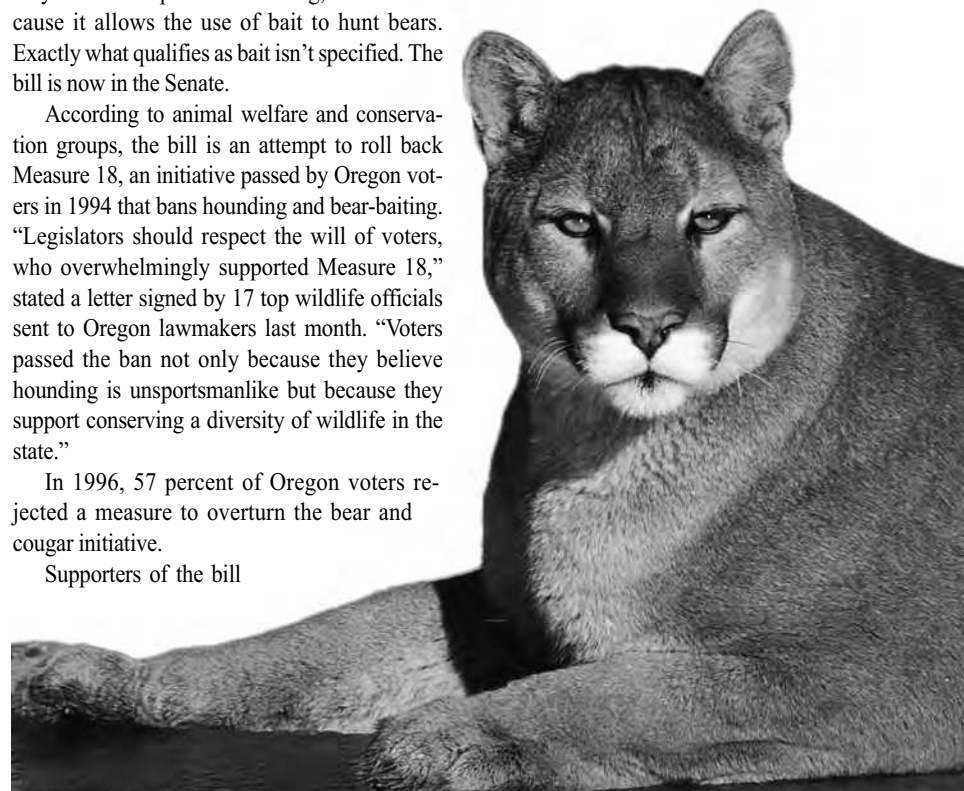 cause it allows the use of bait to hunt bears.
Exactly what qualifies as bait isn’t specified. The
bill is now in the Senate.
According to animal welfare and conserva-
tion groups, the bill is an attempt to roll back
Measure 18, an initiative passed by Oregon vot-
ers in 1994 that bans hounding and bear-baiting.
“Legislators should respect the will of voters,
who overwhelmingly supported Measure 18,”
stated a letter signed by 17 top wildlife officials
sent to Oregon lawmakers last month. “Voters
passed the ban not only because they believe
hounding is unsportsmanlike but because they
support conserving a diversity of wildlife in the
state.”
In 1996, 57 percent of Oregon voters re-
jected a measure to overturn the bear and
cougar initiative.
Supporters of the bill